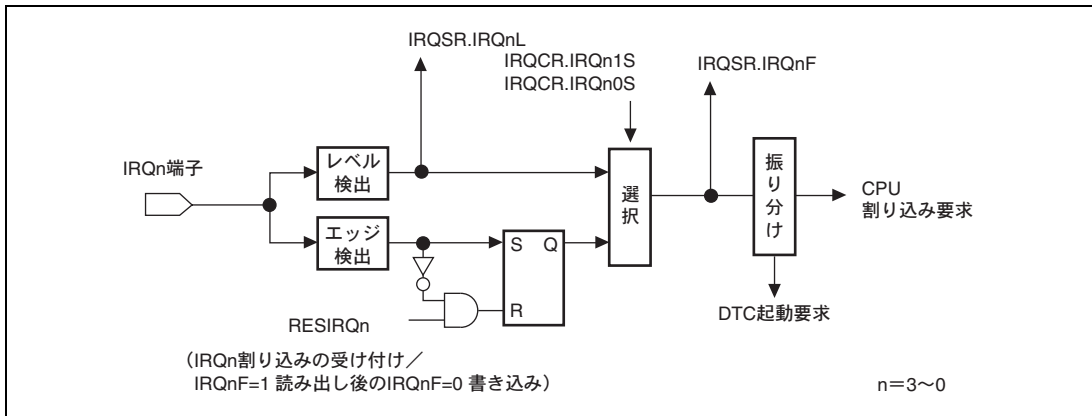 IRQSR.IRQnL
IRQCR.IRQn1S
IRQCR.IRQn0S
IRQSR.IRQnF
IRQn端子
レベル
検出
エッジ
検出
S Q
R
選択
振り分け
CPU
割り込み要求
DTC起動要求
RESIRQn
（IRQn割り込みの受け付け／
IRQnF=1 読み出し後のIRQnF=0 書き込み）
n＝3～0